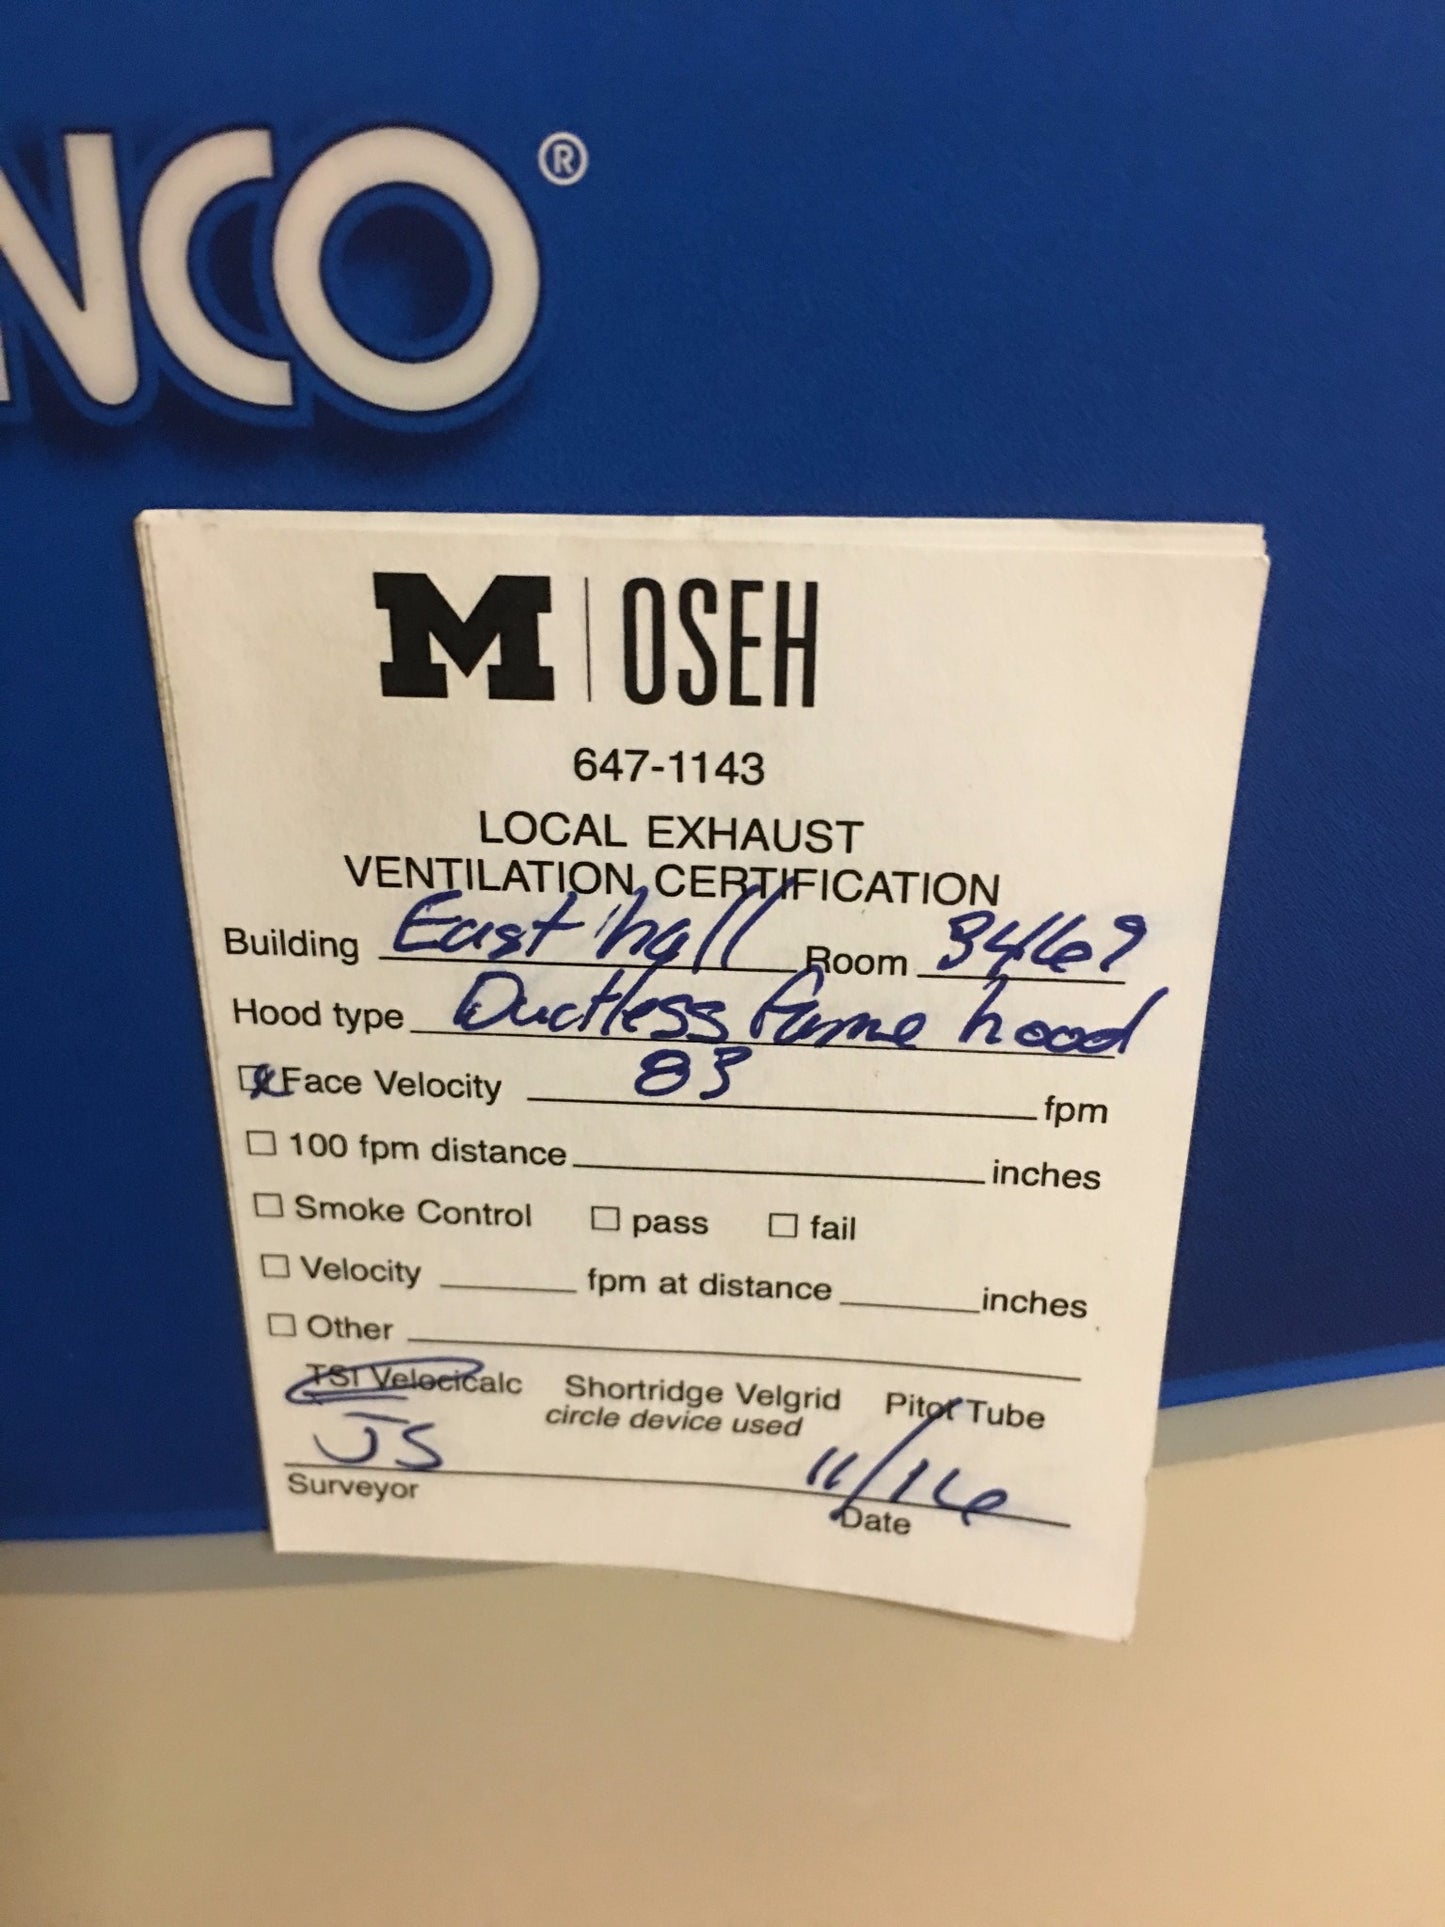 NCO®
M | OSEH
647-1143
LOCAL EXHAUST
VENTILATION CERTIFICATION
Building East hall Room 3469
Hood type Ductless fume hood
Face Velocity 83 fpm
100 fpm distance inches
Smoke Control pass fail
Velocity fpm at distance inches
Other
TSI Velocicalc Shortridge Velgrid Pitot Tube
circle device used
JS 11/16
Surveyor Date